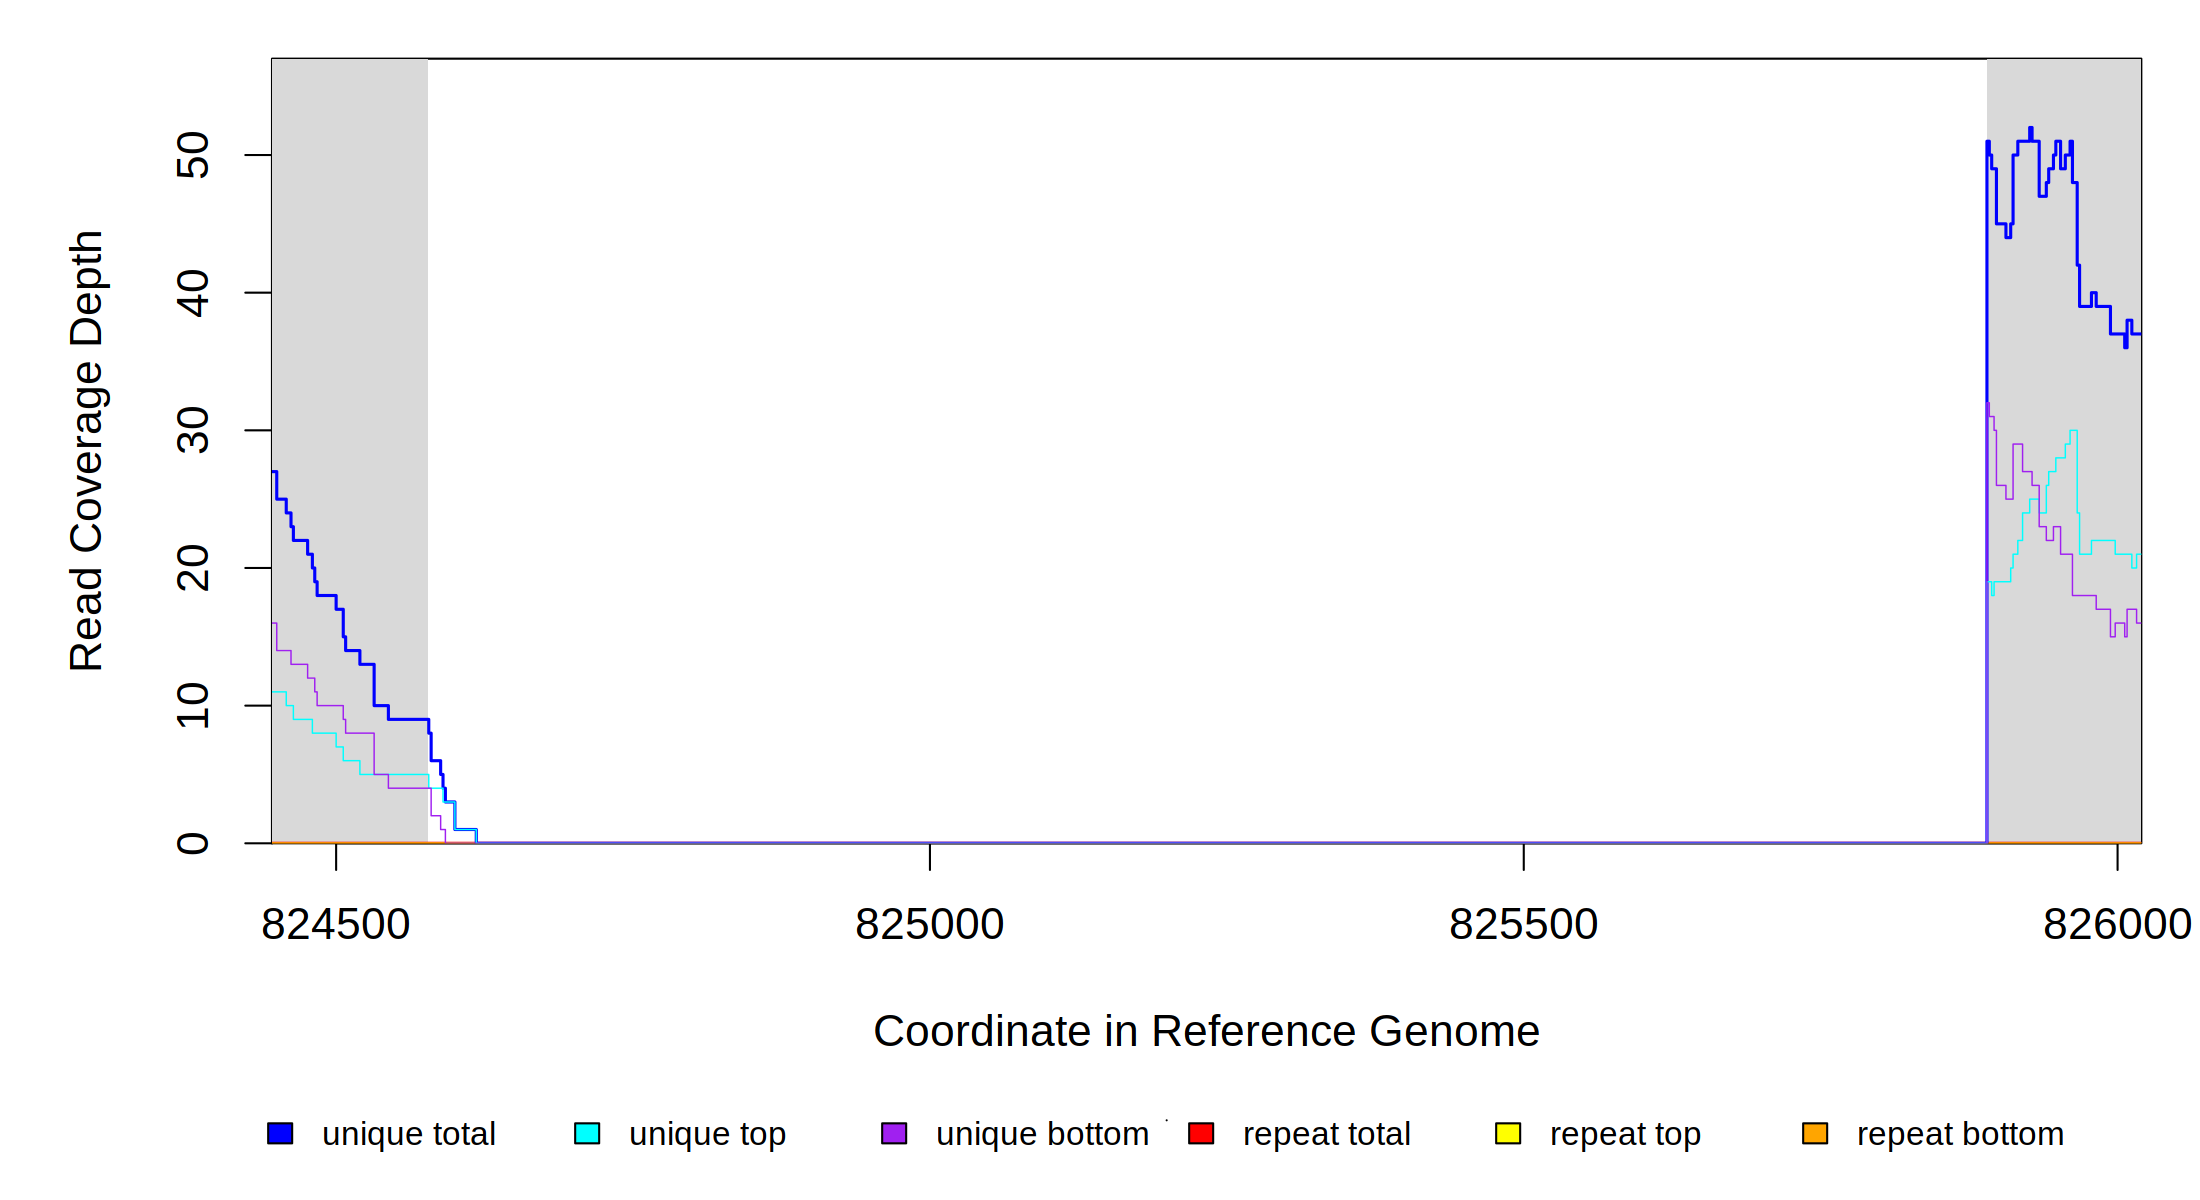 Read Coverage Depth
50
40
30
20
10
0
824500 825000 825500 826000
Coordinate in Reference Genome
unique total unique top unique bottom repeat total repeat top repeat bottom